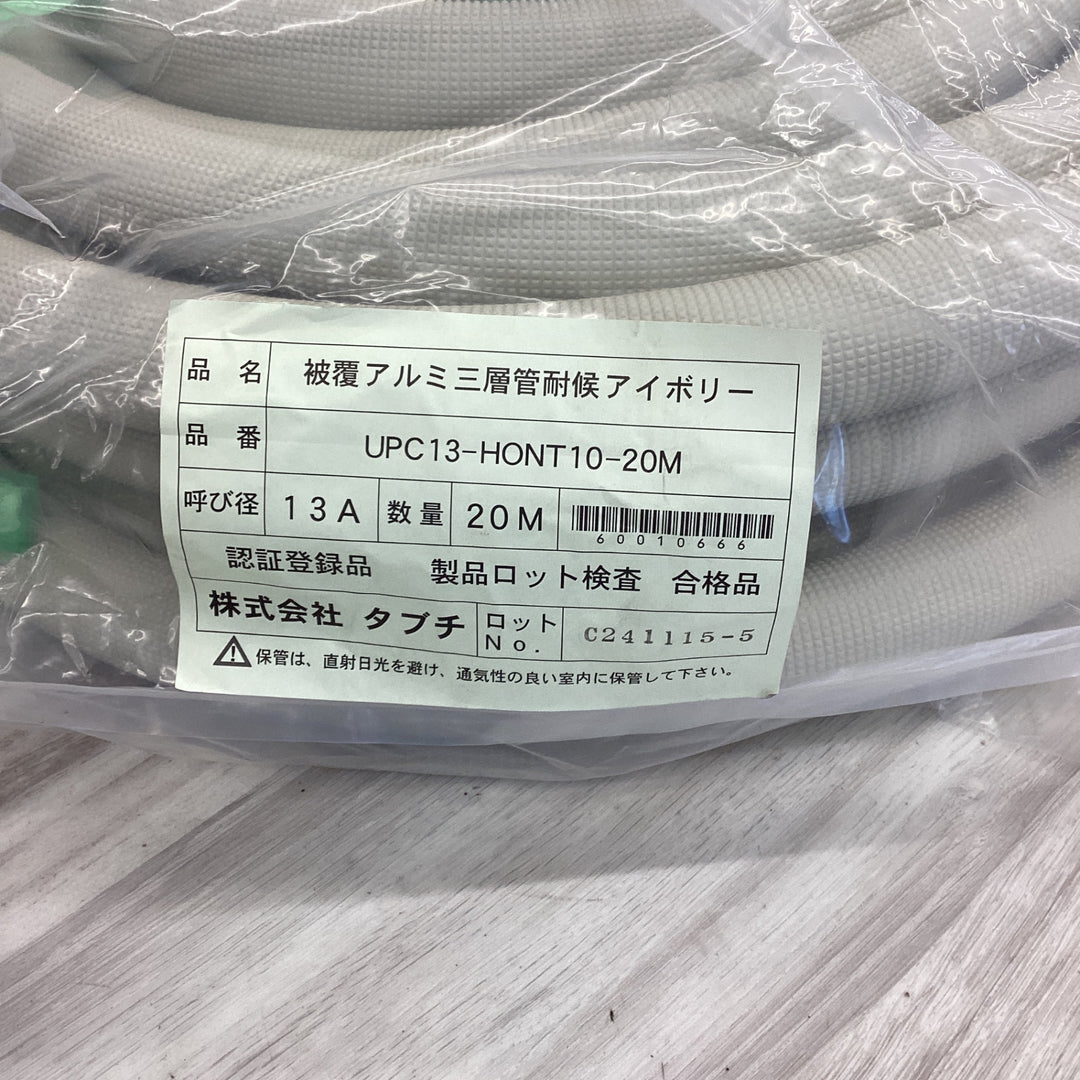 品 名 被覆アルミ三層管耐候アイボリー
品 番 UPC13-HONT10-20M
呼び径 13A 数量 20M
60010666
認証登録品 製品ロット検査 合格品
株式会社 タブチ ロットNo. C241115-5
保管は、直射日光を避け、通気性の良い室内に保管して下さい。